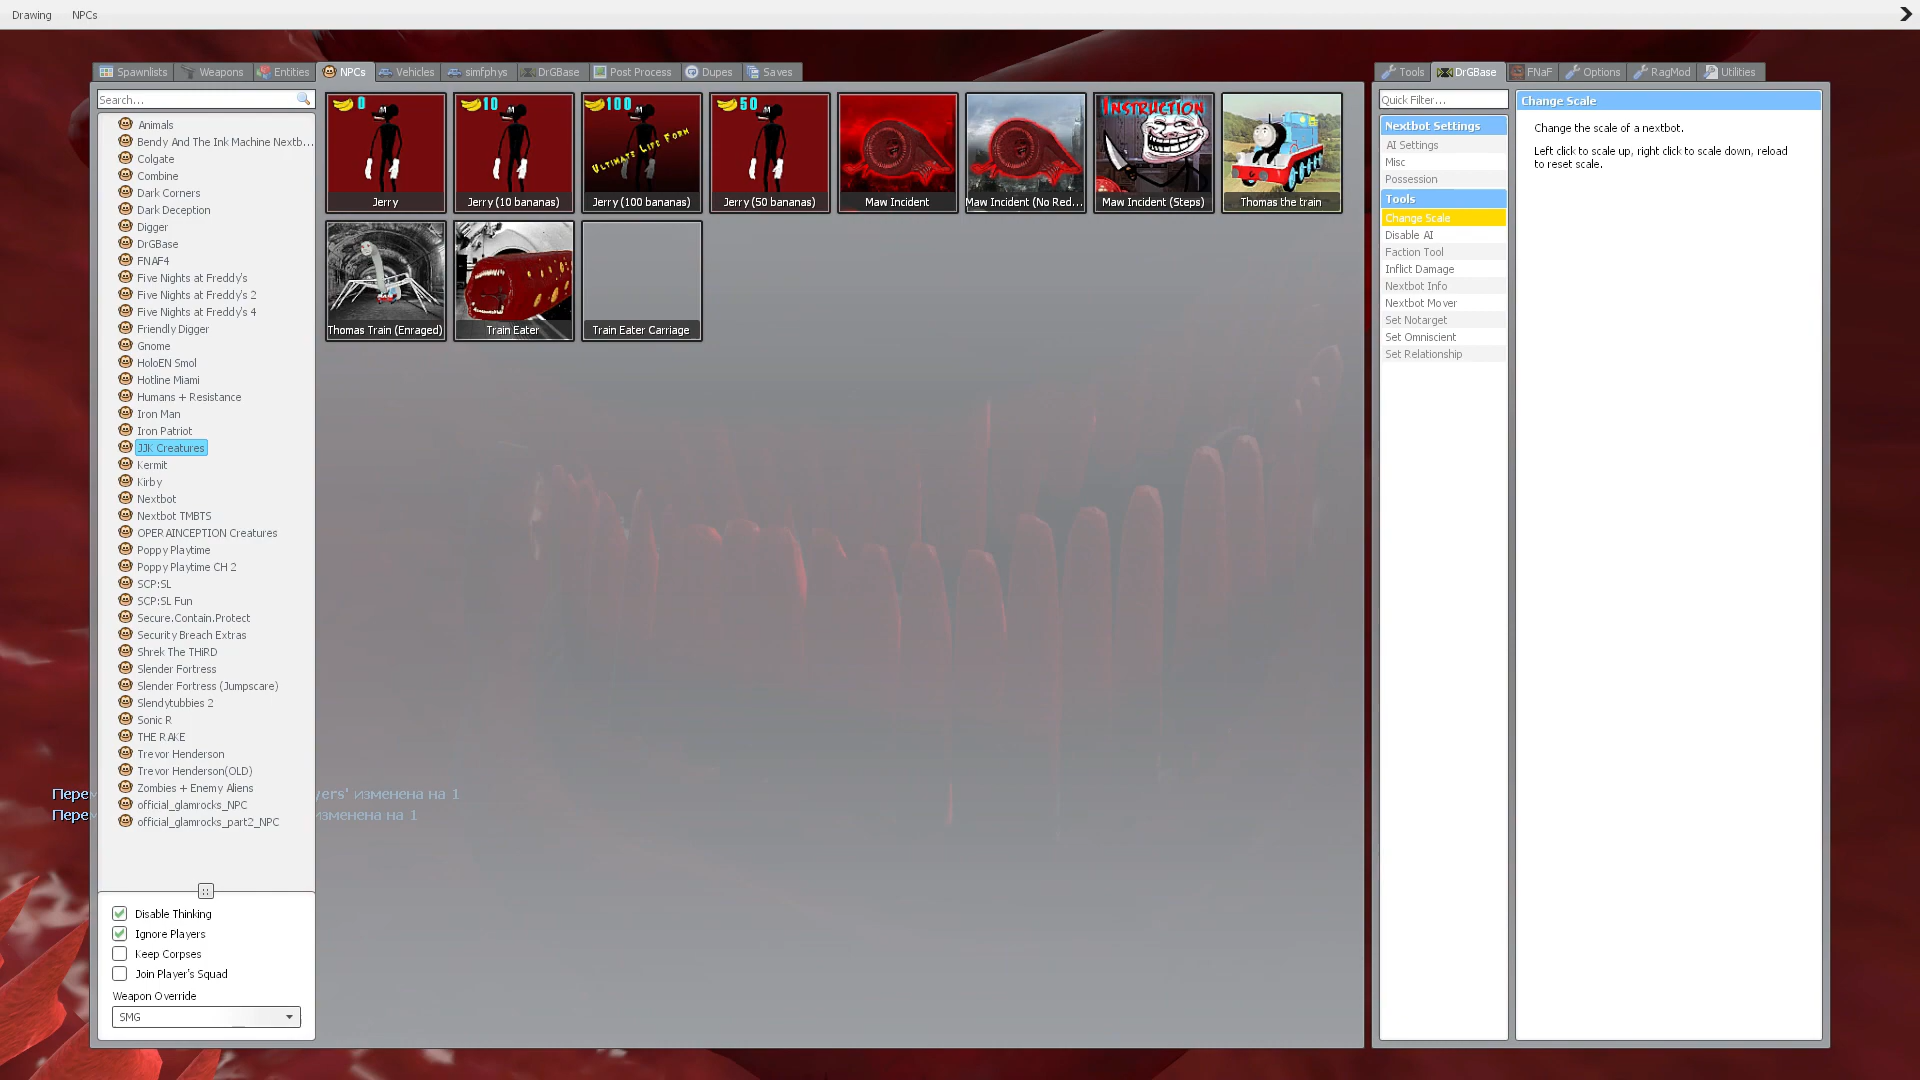 Drawing NPCs
Spawnlists Weapons Entities NPCs Vehicles simfphys DrGBase Post Process Dupes Saves
Search...
Animals
Bendy And The Ink Machine Nextb...
Colgate
Combine
Dark Corners
Dark Deception
Digger
DrGBase
FNAF4
Five Nights at Freddy's
Five Nights at Freddy's 2
Five Nights at Freddy's 4
Friendly Digger
Gnome
HoloEN Smol
Hotline Miami
Humans + Resistance
Iron Man
Iron Patriot
JJK Creatures
Kermit
Kirby
Nextbot
Nextbot TMBTS
OPERAINCEPTION Creatures
Poppy Playtime
Poppy Playtime CH 2
SCP:SL
SCP:SL Fun
Secure.Contain.Protect
Security Breach Extras
Shrek The THiRD
Slender Fortress
Slender Fortress (Jumpscare)
Slendytubbies 2
Sonic R
THE RAKE
Trevor Henderson
Trevor Henderson(OLD)
Zombies + Enemy Aliens
official_glamrocks_NPC
official_glamrocks_part2_NPC
Disable Thinking
Ignore Players
Keep Corpses
Join Player's Squad
Weapon Override
SMG
0 10 100 50 INSTRUCTION
ULTIMATE LIFE FORM
Jerry Jerry (10 bananas) Jerry (100 bananas) Jerry (50 bananas) Maw Incident Maw Incident (No Red... Maw Incident (Steps) Thomas the train
Thomas Train (Enraged) Train Eater Train Eater Carriage
Перем yers' изменена на 1
Перем изменена на 1
Tools DrGBase FNaF Options RagMod Utilities
Quick Filter...
Nextbot Settings
AI Settings
Misc
Possession
Tools
Change Scale
Disable AI
Faction Tool
Inflict Damage
Nextbot Info
Nextbot Mover
Set Notarget
Set Omniscient
Set Relationship
Change Scale
Change the scale of a nextbot.
Left click to scale up, right click to scale down, reload
to reset scale.